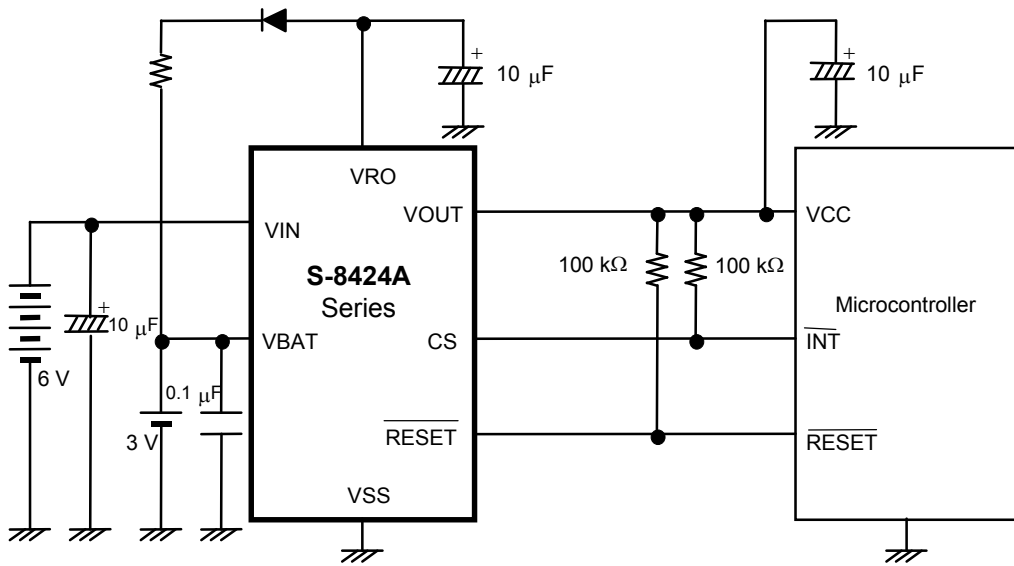 +
10 μF
+
10 μF
VRO
VOUT
VCC
VIN
S-8424A
Series
100 kΩ
100 kΩ
Microcontroller
+
10 μF
VBAT
CS
INT
6 V
0.1 μF
3 V
RESET
RESET
VSS